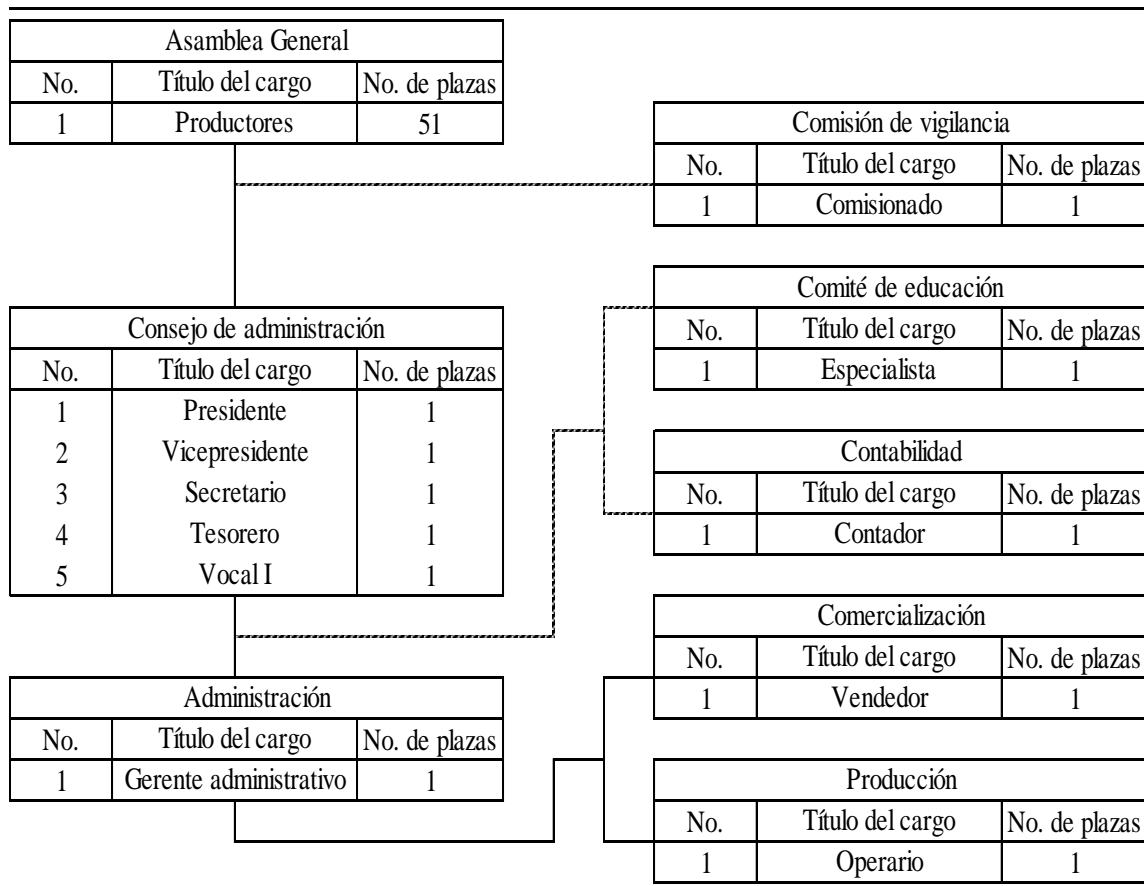 Asamblea General
No. Título del cargo No. de plazas
1 Productores 51
Comisión de vigilancia
No. Título del cargo No. de plazas
1 Comisionado 1
Comité de educación
No. Título del cargo No. de plazas
1 Especialista 1
Consejo de administración
No. Título del cargo No. de plazas
1 Presidente 1
2 Vicepresidente 1
3 Secretario 1
4 Tesorero 1
5 Vocal I 1
Contabilidad
No. Título del cargo No. de plazas
1 Contador 1
Comercialización
No. Título del cargo No. de plazas
1 Vendedor 1
Administración
No. Título del cargo No. de plazas
1 Gerente administrativo 1
Producción
No. Título del cargo No. de plazas
1 Operario 1